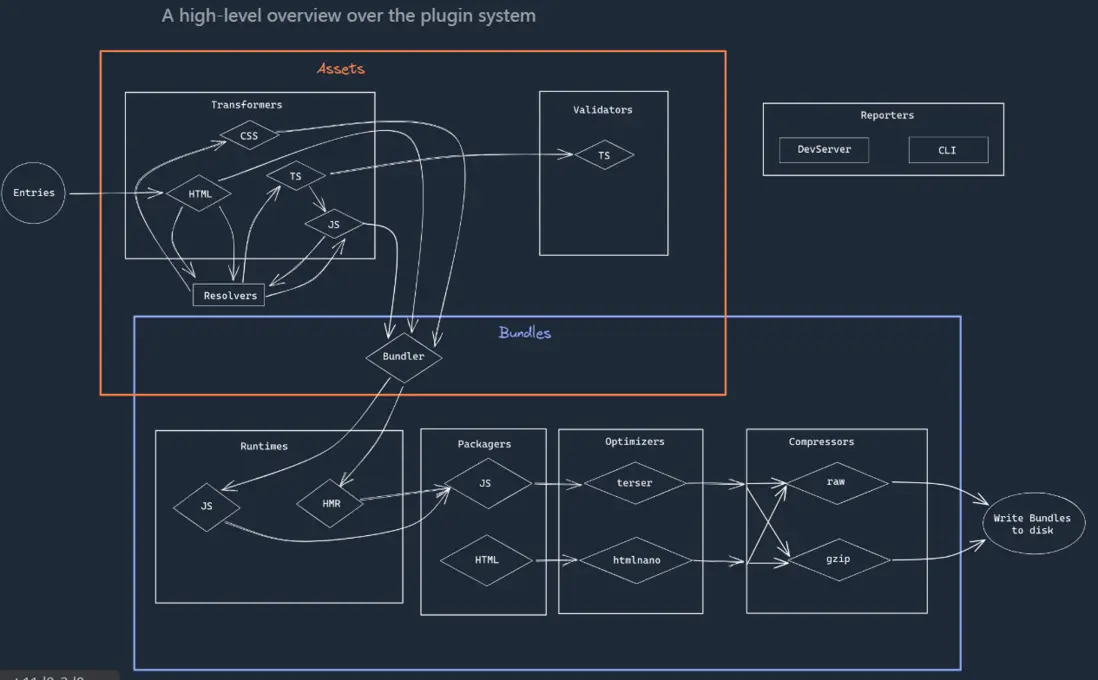 A high-level overview over the plugin system
Assets
Transformers
CSS
HTML
TS
JS
Resolvers
Entries
Validators
TS
Reporters
DevServer
CLI
Bundles
Bundler
Runtimes
JS
HMR
Packagers
JS
HTML
Optimizers
terser
htmlnano
Compressors
raw
gzip
Write Bundles
to disk